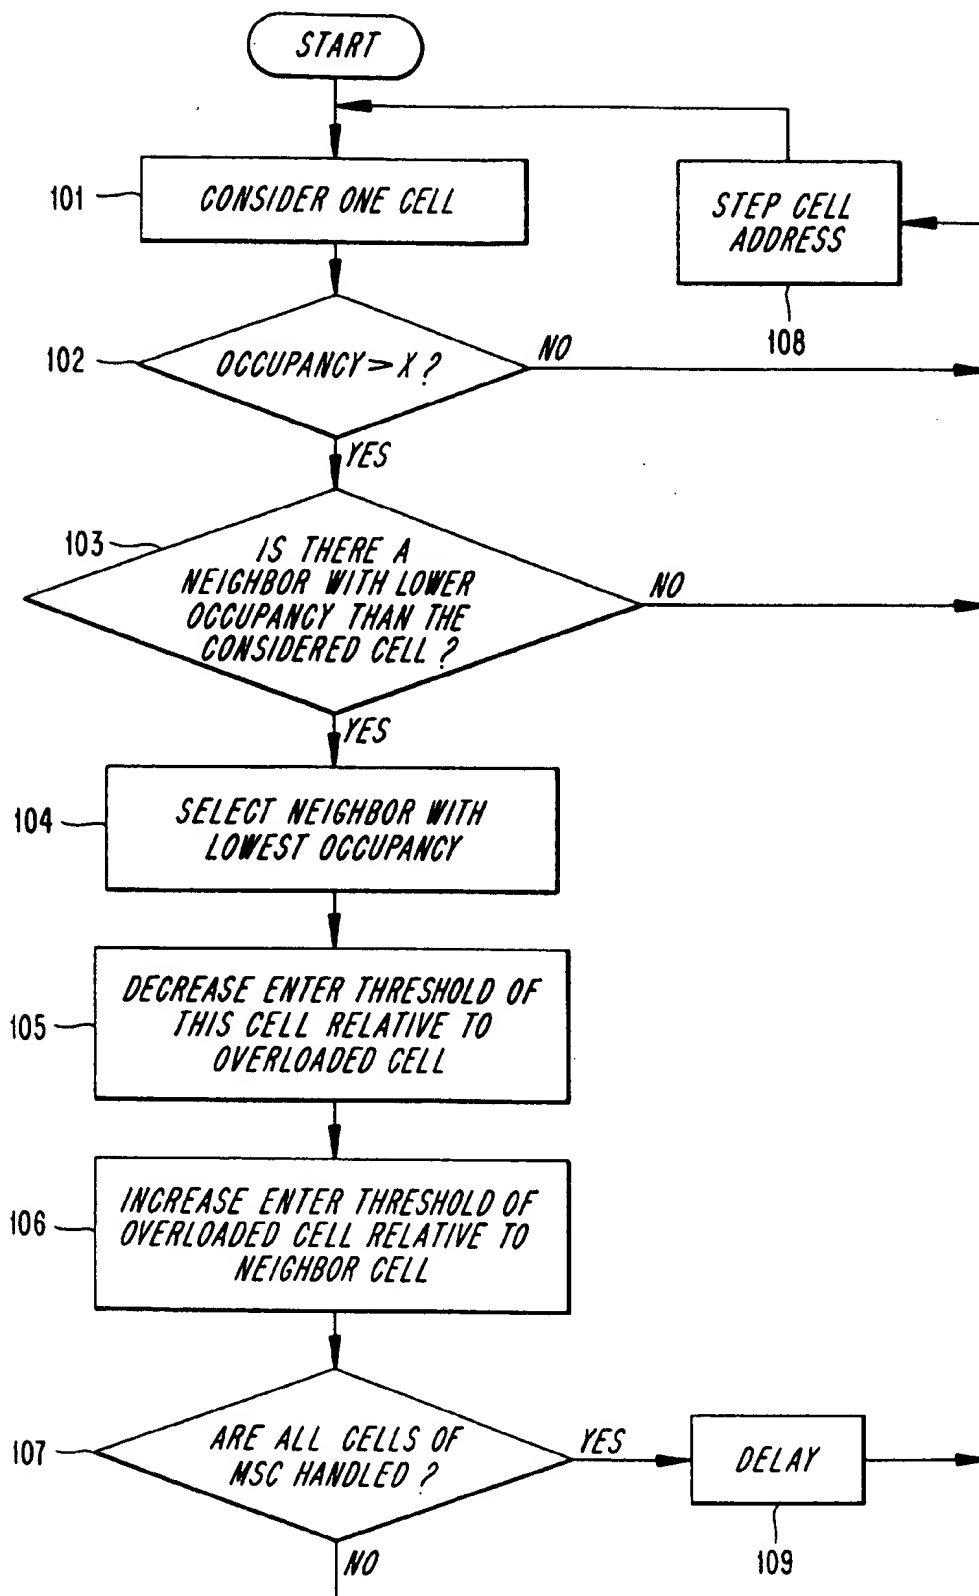 START
101
CONSIDER ONE CELL
STEP CELL
ADDRESS
108
102
OCCUPANCY > X ?
NO
YES
103
IS THERE A
NEIGHBOR WITH LOWER
OCCUPANCY THAN THE
CONSIDERED CELL ?
NO
YES
104
SELECT NEIGHBOR WITH
LOWEST OCCUPANCY
105
DECREASE ENTER THRESHOLD OF
THIS CELL RELATIVE TO
OVERLOADED CELL
106
INCREASE ENTER THRESHOLD OF
OVERLOADED CELL RELATIVE TO
NEIGHBOR CELL
107
ARE ALL CELLS OF
MSC HANDLED ?
YES
DELAY
109
NO